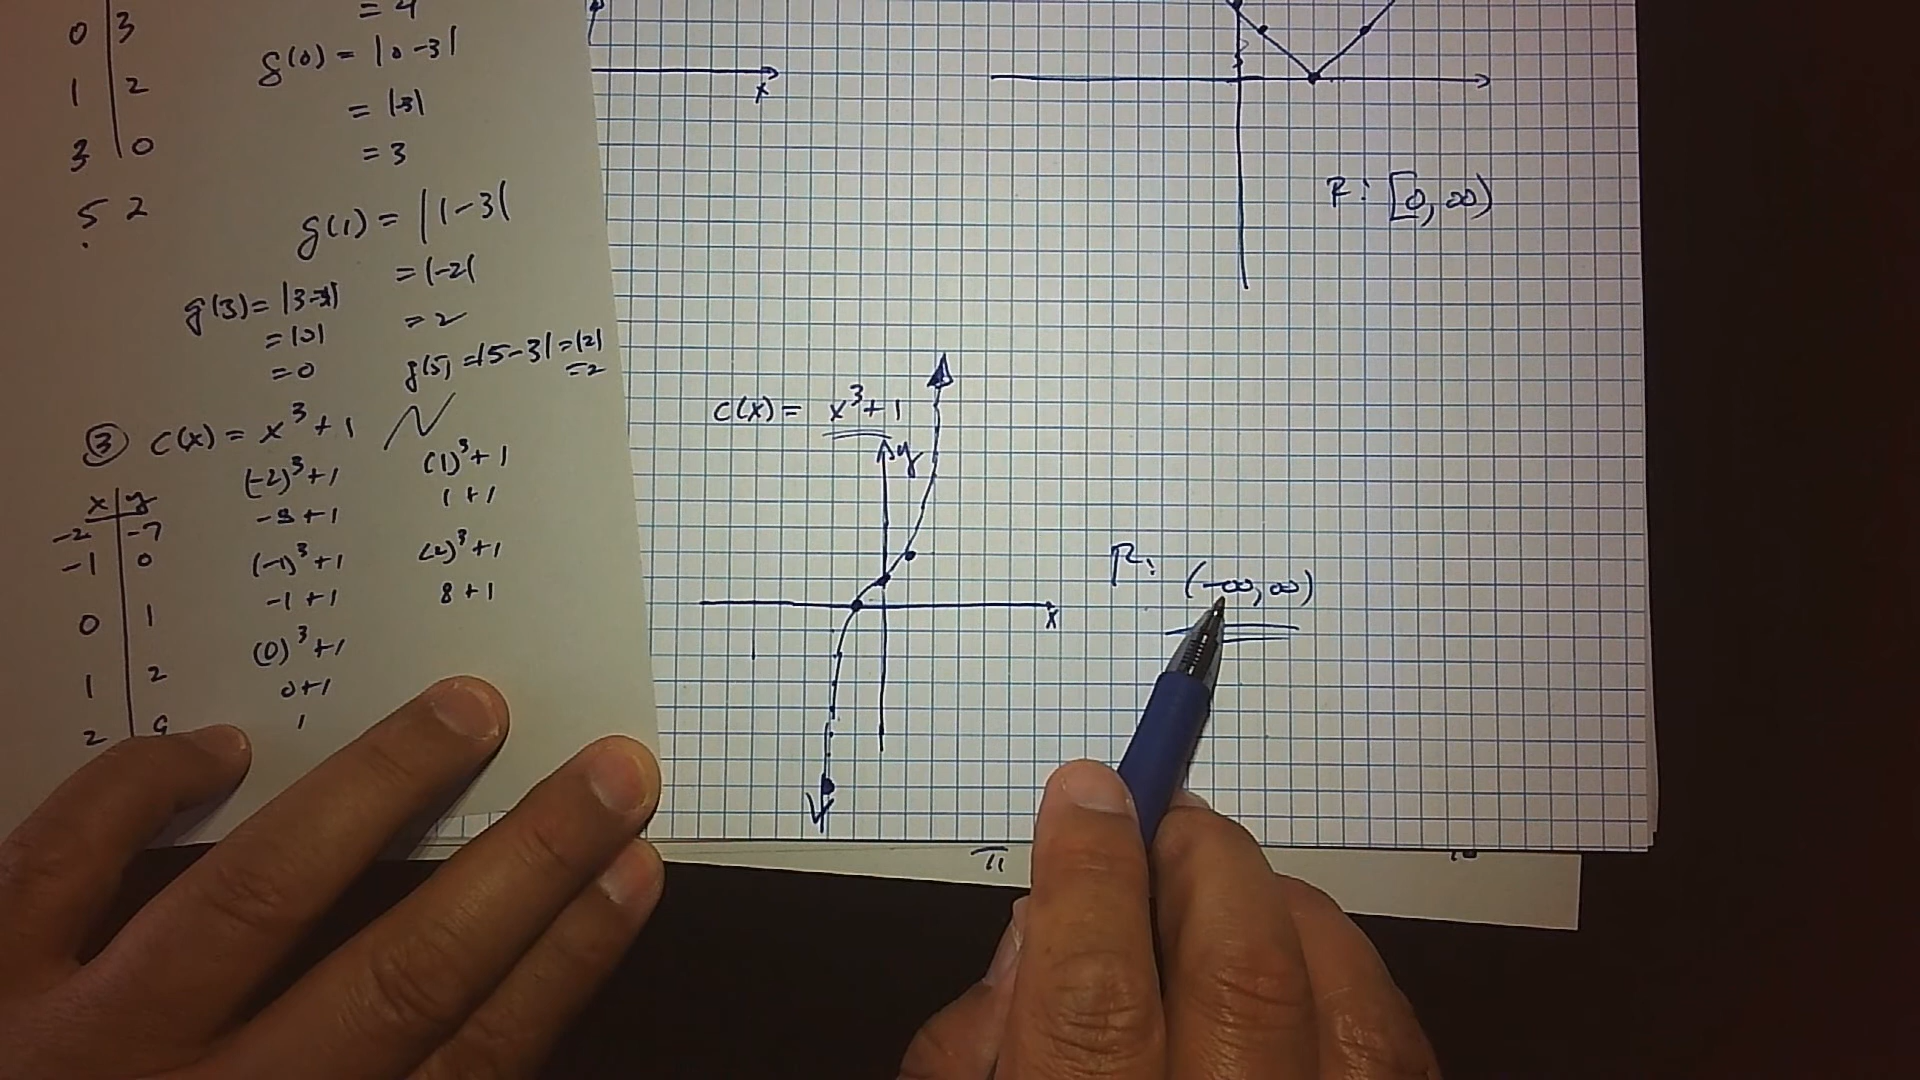 = 4
0 3
g(0) = |0-3|
1 2
= |-3|
3 0
= 3
5 2
g(1) = |1-3|
= |-2|
= 2
g(3) = |3-3|
= |0|
= 0
g(5) = |5-3| = |2|
= 2
③ C(x) = x³ + 1
(-2)³ + 1
-8 + 1
(-1)³ + 1
-1 + 1
(0)³ + 1
0+1
1
(1)³ + 1
1 + 1
(2)³ + 1
8 + 1
x y
-2 -7
-1 0
0 1
1 2
2 9
x
R: [0, ∞)
C(x) = x³ + 1
y
x
R: (-∞, ∞)